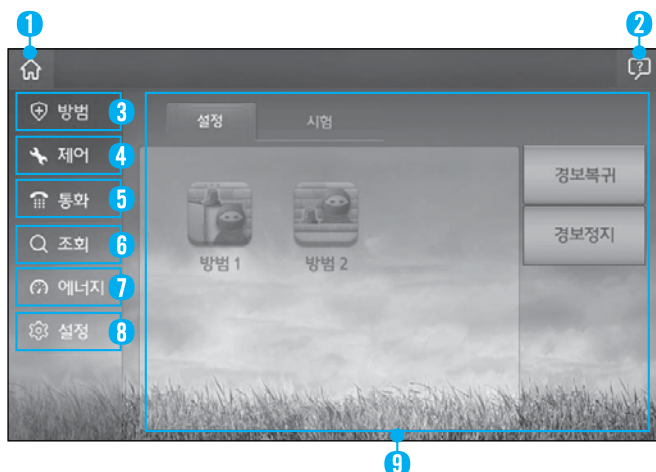 1
2
방범 3
제어 4
통화 5
조회 6
에너지 7
설정 8
설정 시험
방범 1 방범 2
경보복귀
경보정지
9